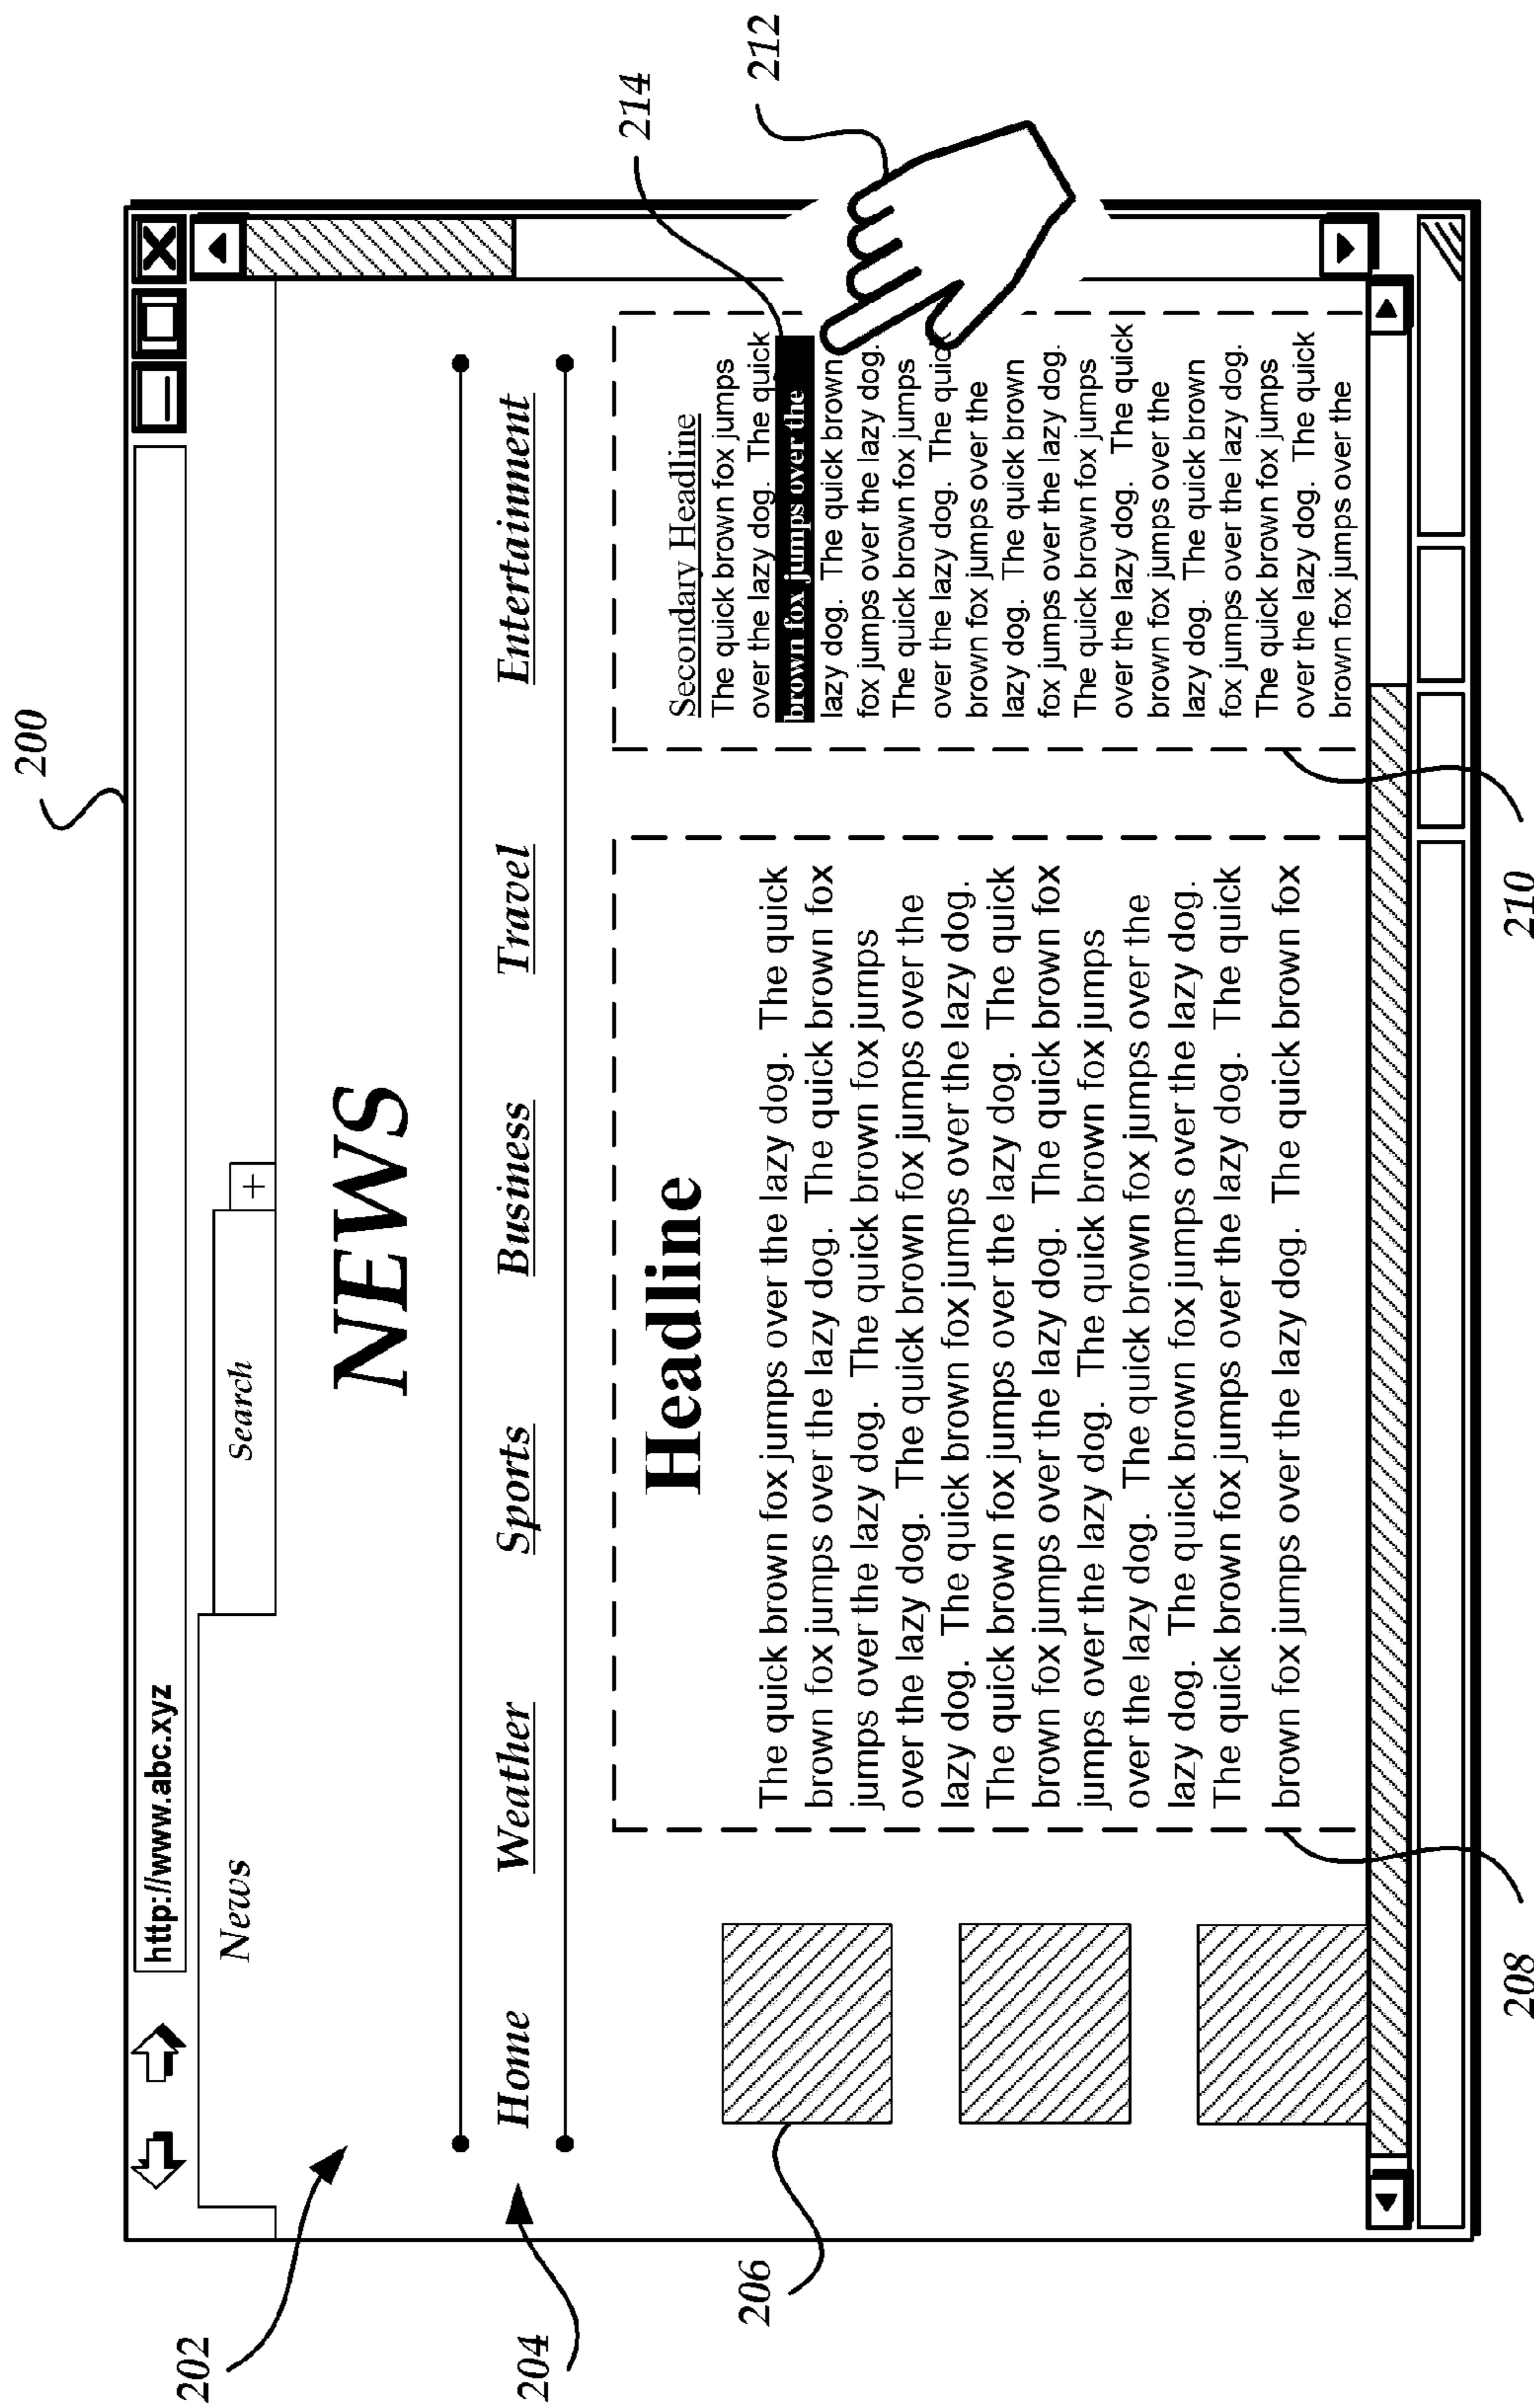 200
http://www.abc.xyz
News
Search
+
202
NEWS
204
Home Weather Sports Business Travel Entertainment
206
Headline
The quick brown fox jumps over the lazy dog. The quick
brown fox jumps over the lazy dog. The quick brown fox
jumps over the lazy dog. The quick brown fox jumps
over the lazy dog. The quick brown fox jumps over the
lazy dog. The quick brown fox jumps over the lazy dog.
The quick brown fox jumps over the lazy dog. The quick
brown fox jumps over the lazy dog. The quick brown fox
jumps over the lazy dog. The quick brown fox jumps
over the lazy dog. The quick brown fox jumps over the
lazy dog. The quick brown fox jumps over the lazy dog.
The quick brown fox jumps over the lazy dog. The quick
brown fox jumps over the lazy dog. The quick brown fox
208
Secondary Headline
The quick brown fox jumps
over the lazy dog. The quick
brown fox jumps over the
lazy dog. The quick brown
fox jumps over the lazy dog.
The quick brown fox jumps
over the lazy dog. The quick
brown fox jumps over the
lazy dog. The quick brown
fox jumps over the lazy dog.
The quick brown fox jumps
over the lazy dog. The quick
brown fox jumps over the
lazy dog. The quick brown
fox jumps over the lazy dog.
The quick brown fox jumps
over the lazy dog. The quick
brown fox jumps over the
210
214
212